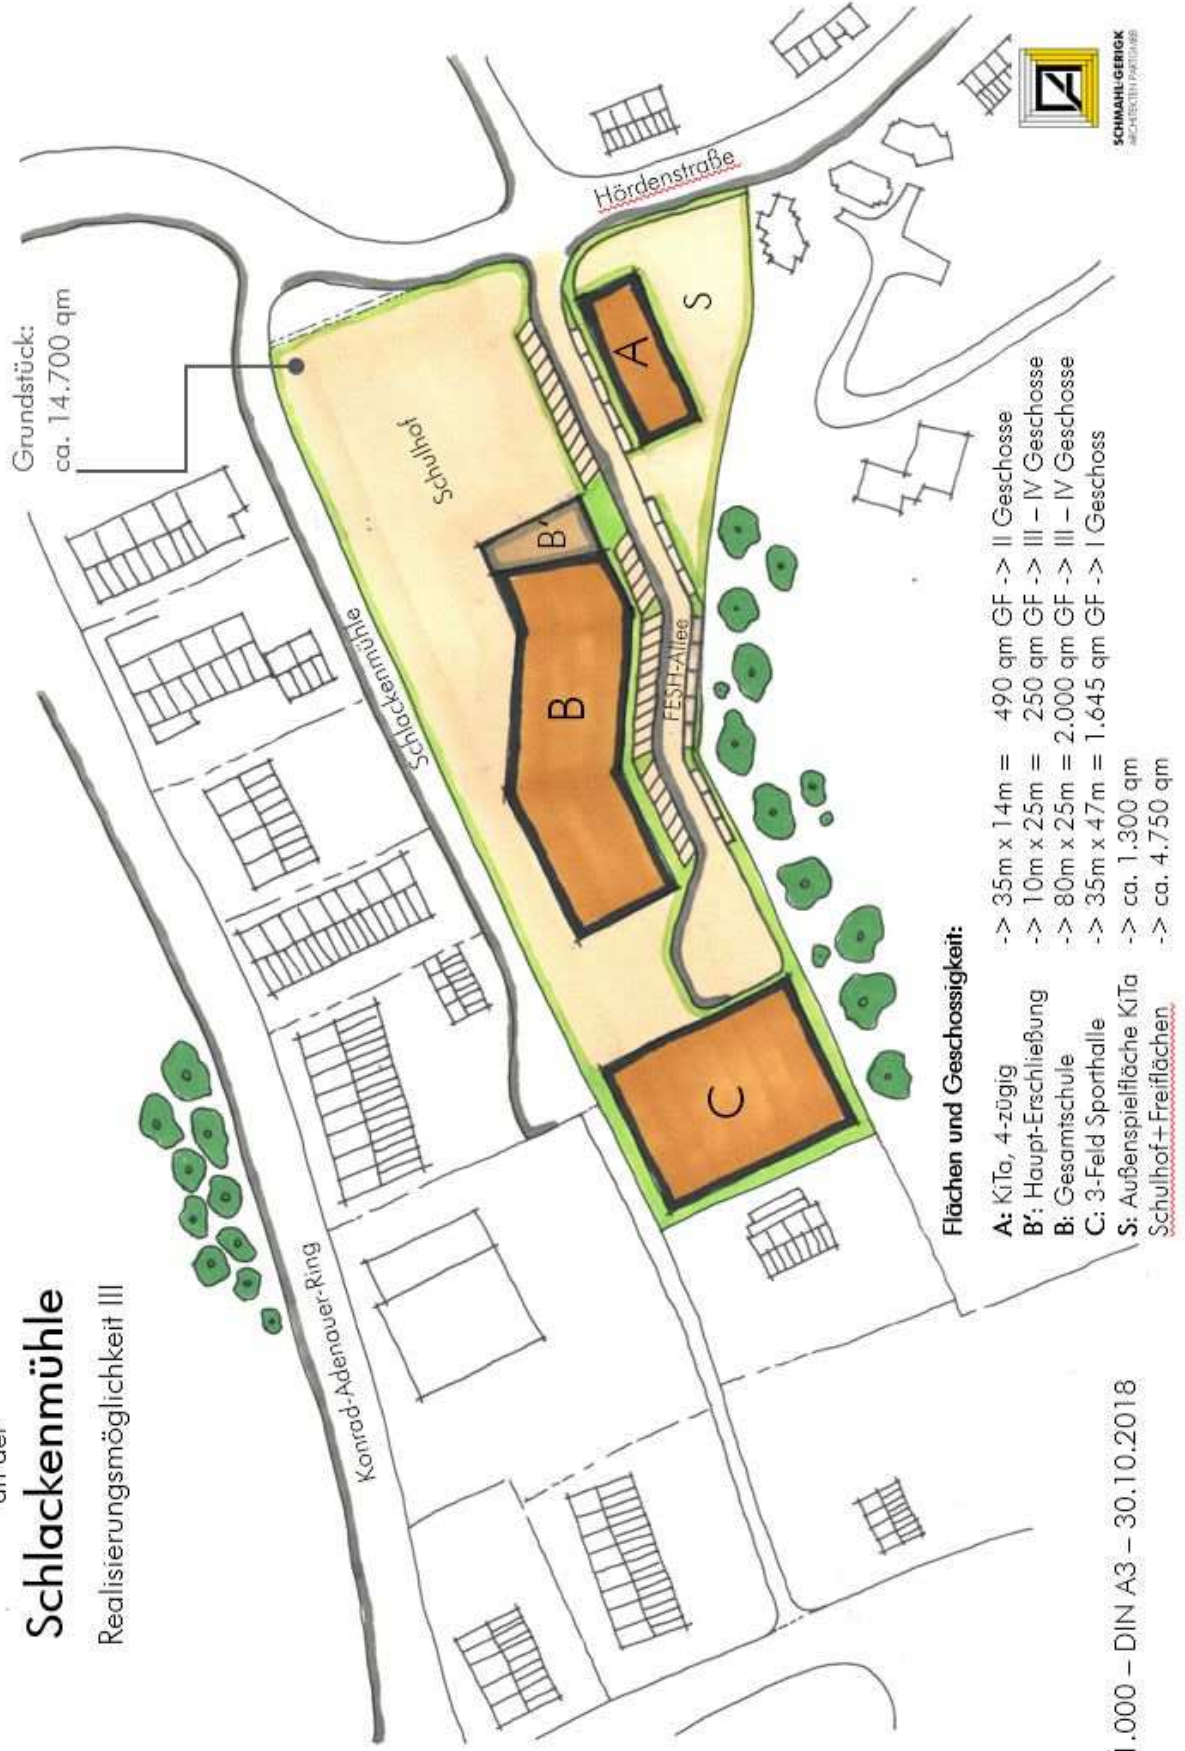 an der
Schlackenmühle
Realisierungsmöglichkeit III
Grundstück:
ca. 14.700 qm
Konrad-Adenauer-Ring
Schlackenmühle
Schulhof
Hördenstraße
FESH-Allee
A
S
B'
B
C
Flächen und Geschossigkeit:
A: KiTa, 4-zügig -> 35m x 14m = 490 qm GF -> II Geschosse
B': Haupt-Erschließung -> 10m x 25m = 250 qm GF -> III – IV Geschosse
B: Gesamtschule -> 80m x 25m = 2.000 qm GF -> III – IV Geschosse
C: 3-Feld Sporthalle -> 35m x 47m = 1.645 qm GF -> I Geschoss
S: Außenspielfläche KiTa -> ca. 1.300 qm
Schulhof+Freiflächen -> ca. 4.750 qm
1.000 – DIN A3 – 30.10.2018
SCHMAHL+GERIGK
ARCHITEKTEN PARTGMBB